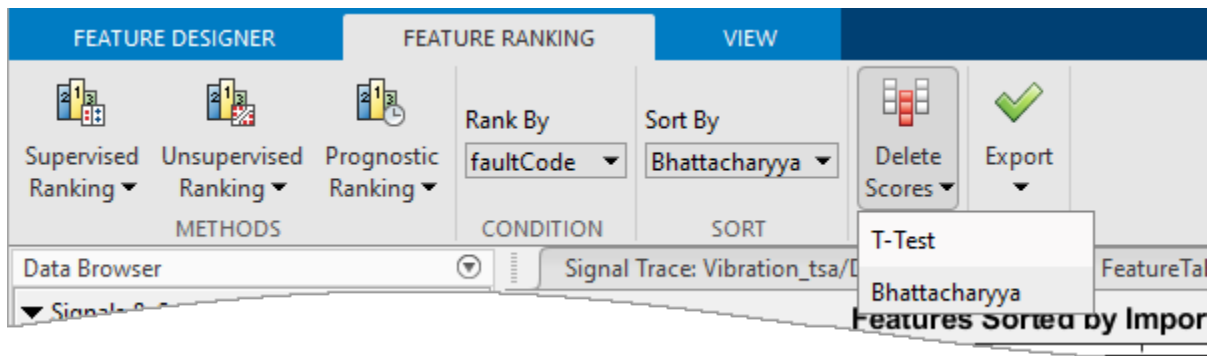 FEATURE DESIGNER FEATURE RANKING VIEW
Supervised Ranking
Unsupervised Ranking
Prognostic Ranking
METHODS
Rank By
faultCode
CONDITION
Sort By
Bhattacharyya
SORT
Delete Scores
Export
T-Test
Bhattacharyya
Data Browser
Signal Trace: Vibration_tsa/
FeatureTa
Signals &
Features Sorted by Impor